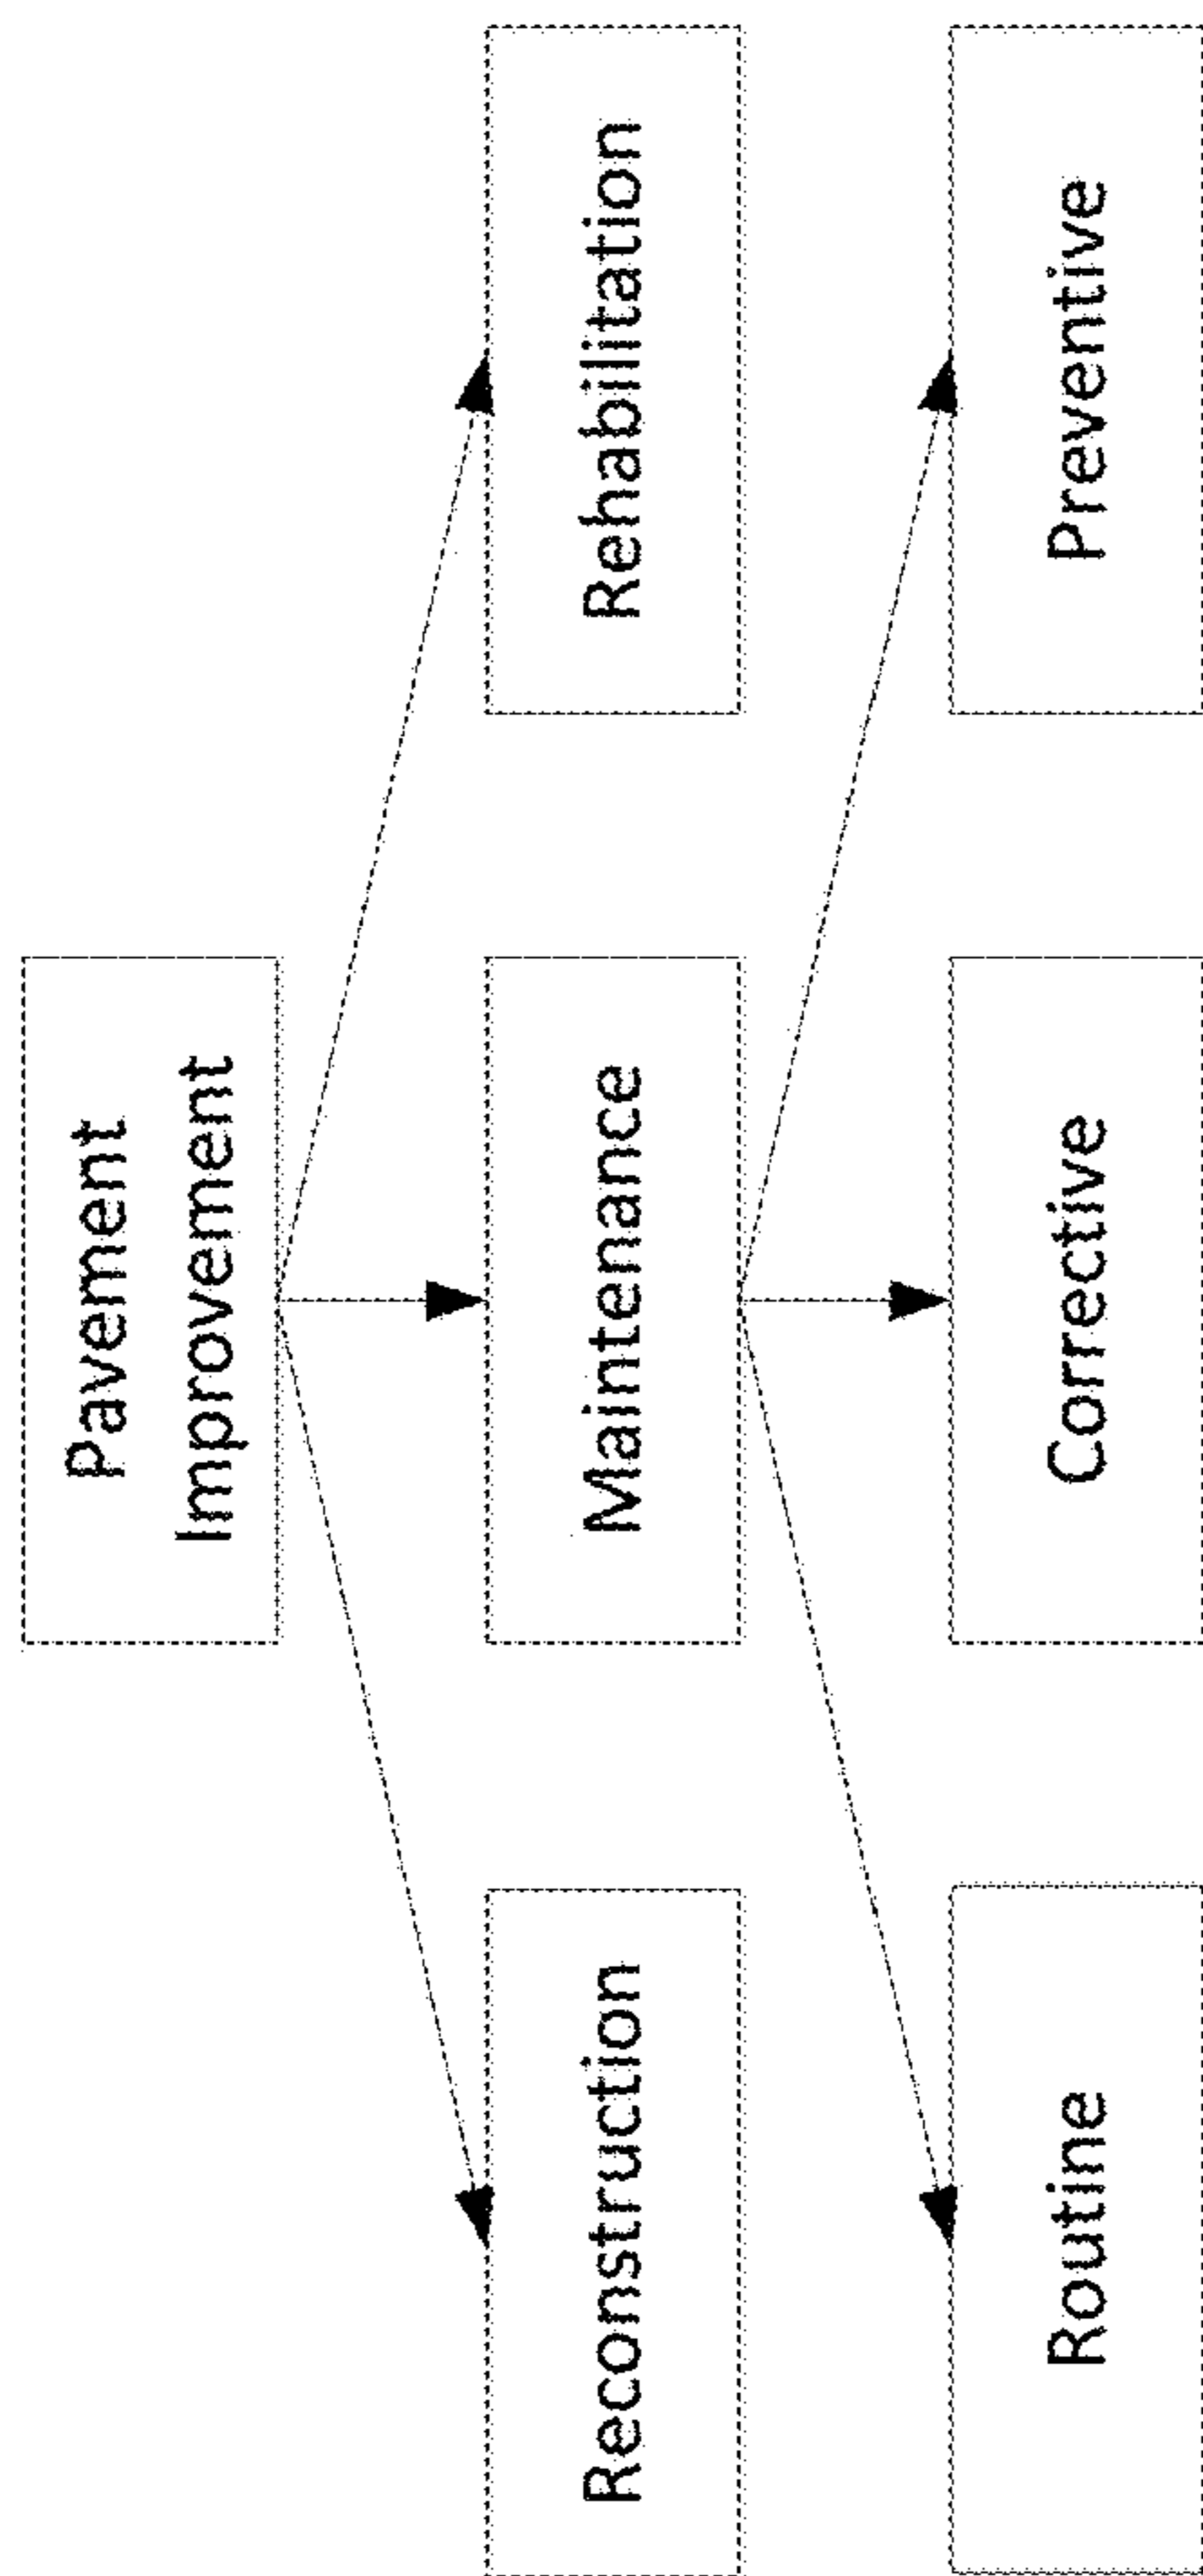 Pavement
Improvement
Reconstruction
Maintenance
Rehabilitation
Routine
Corrective
Preventive